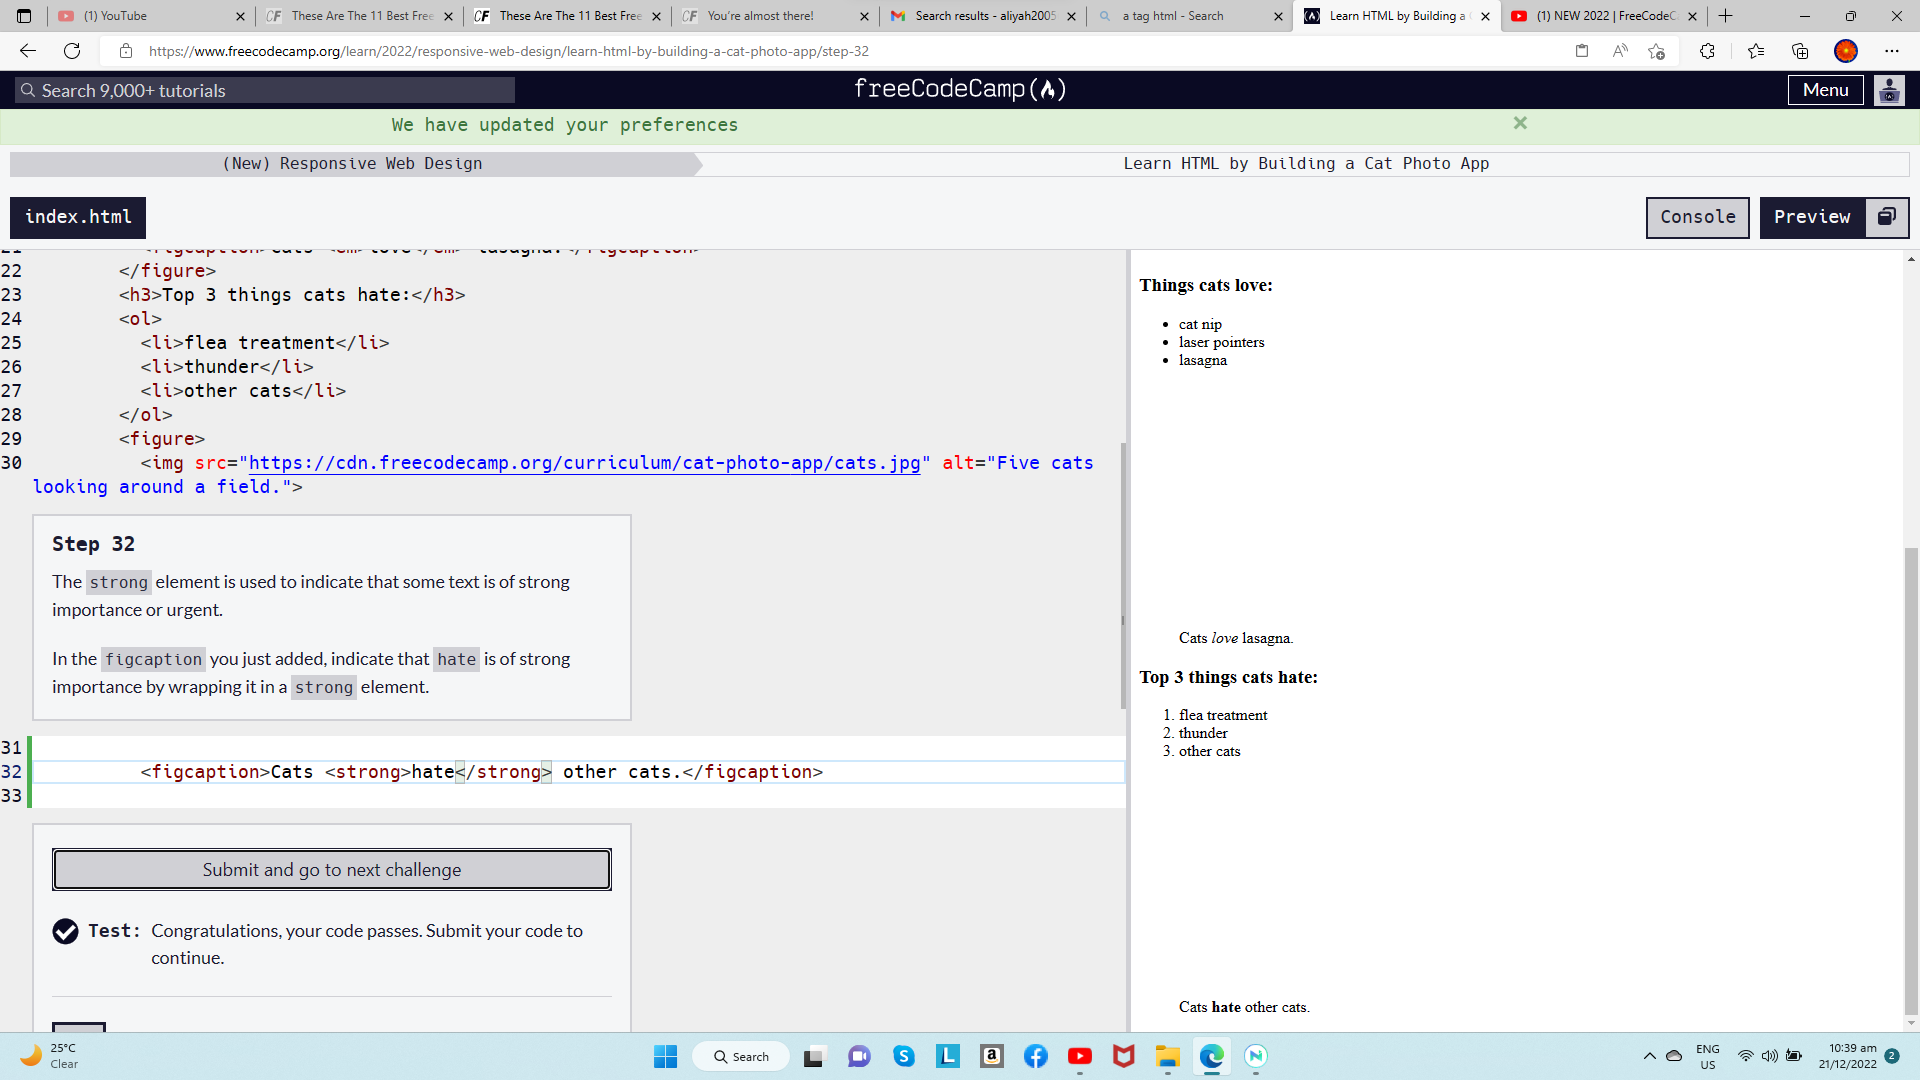 (1) YouTube
These Are The 11 Best Free
These Are The 11 Best Free
You're almost there!
Search results - aliyah2005
a tag html - Search
Learn HTML by Building a
(1) NEW 2022 | FreeCodeC
https://www.freecodecamp.org/learn/2022/responsive-web-design/learn-html-by-building-a-cat-photo-app/step-32
Search 9,000+ tutorials
freeCodeCamp
Menu
We have updated your preferences
(New) Responsive Web Design
Learn HTML by Building a Cat Photo App
index.html
Console
Preview
21 <figcaption>Cats <em>love</em> lasagna.</figcaption>
22 </figure>
23 <h3>Top 3 things cats hate:</h3>
24 <ol>
25 <li>flea treatment</li>
26 <li>thunder</li>
27 <li>other cats</li>
28 </ol>
29 <figure>
30 <img src="https://cdn.freecodecamp.org/curriculum/cat-photo-app/cats.jpg" alt="Five cats
looking around a field.">
Step 32
The strong element is used to indicate that some text is of strong
importance or urgent.
In the figcaption you just added, indicate that hate is of strong
importance by wrapping it in a strong element.
31
32 <figcaption>Cats <strong>hate</strong> other cats.</figcaption>
33
Submit and go to next challenge
Test: Congratulations, your code passes. Submit your code to
continue.
Things cats love:
• cat nip
• laser pointers
• lasagna
Cats love lasagna.
Top 3 things cats hate:
1. flea treatment
2. thunder
3. other cats
Cats hate other cats.
25°C
Clear
Search
ENG
US
10:39 am
21/12/2022
2